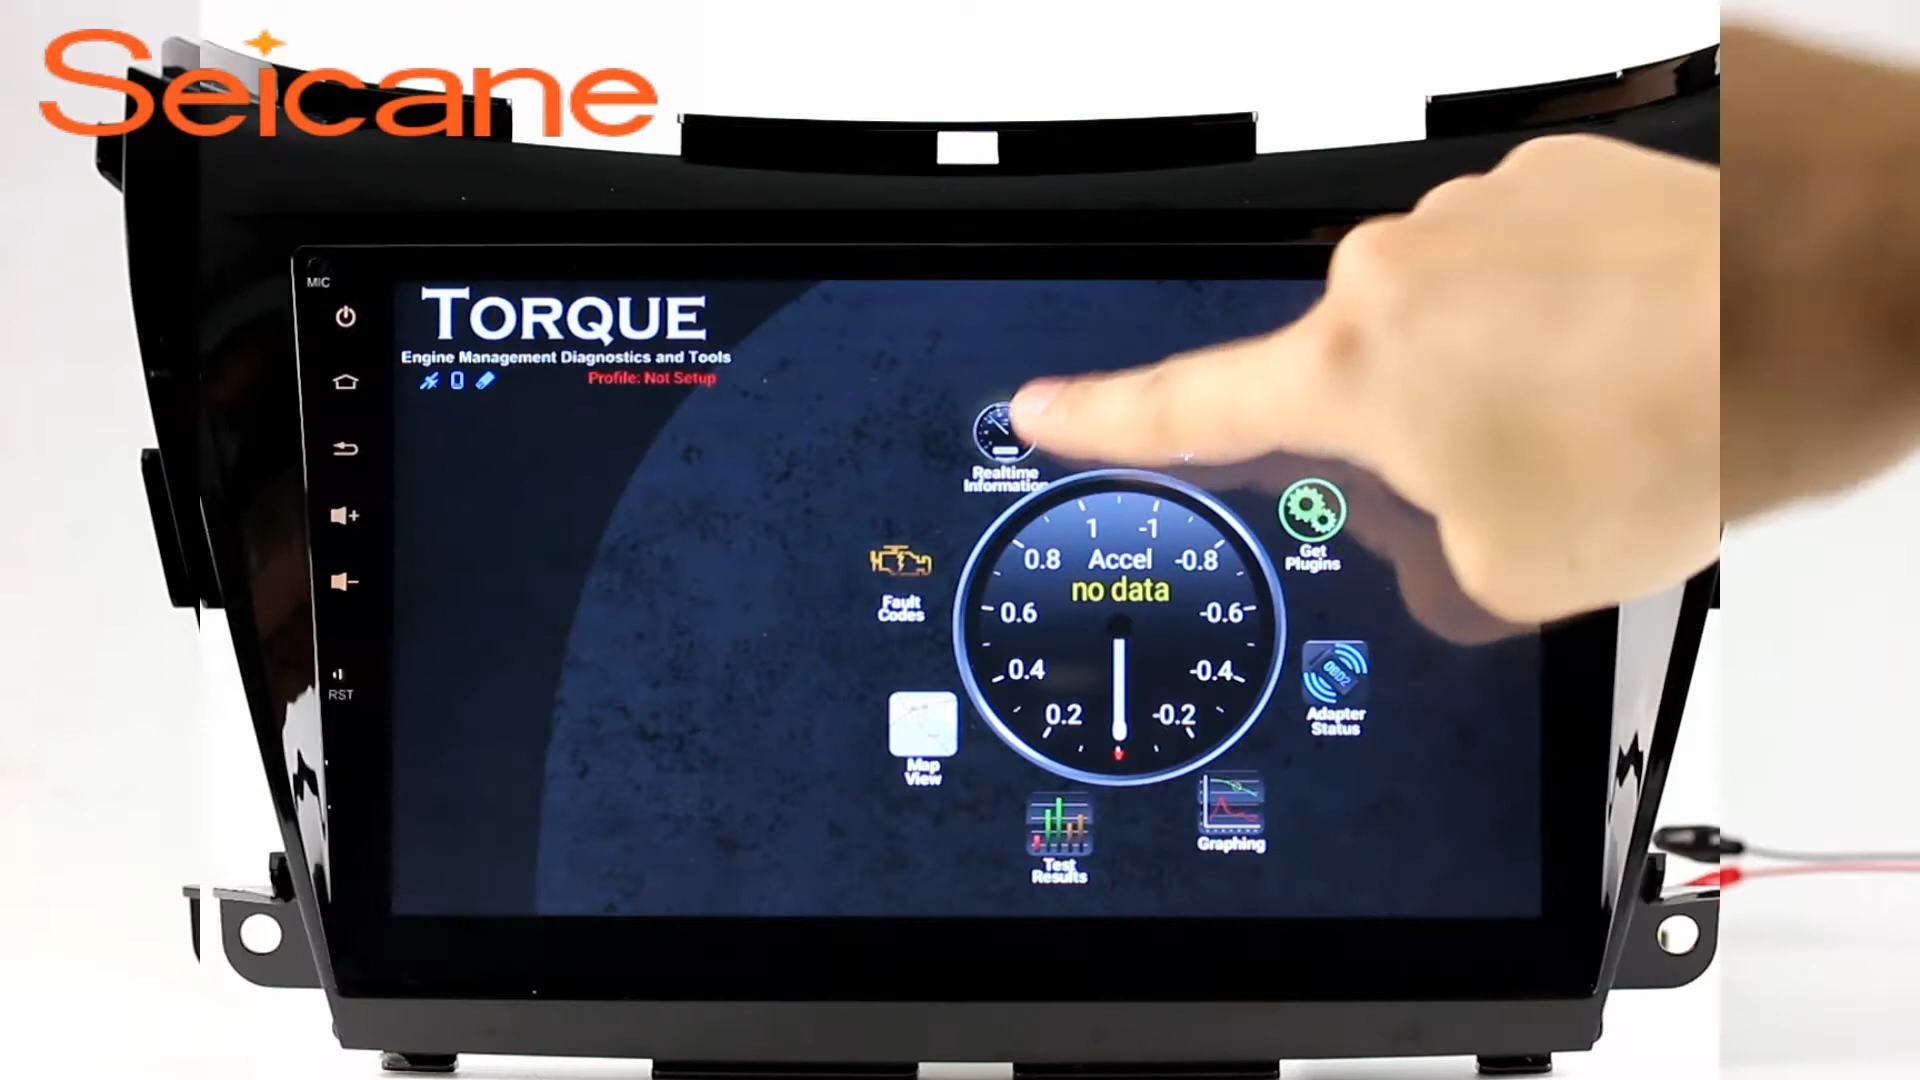 Seicane
MIC
TORQUE
Engine Management Diagnostics and Tools
Profile: Not Setup
Realtime
Information
Get
Plugins
1
-1
0.8
Accel
-0.8
no data
Fault
Codes
0.6
-0.6
0.4
-0.4
RST
0.2
-0.2
Adapter
Status
Map
View
Graphing
Test
Results